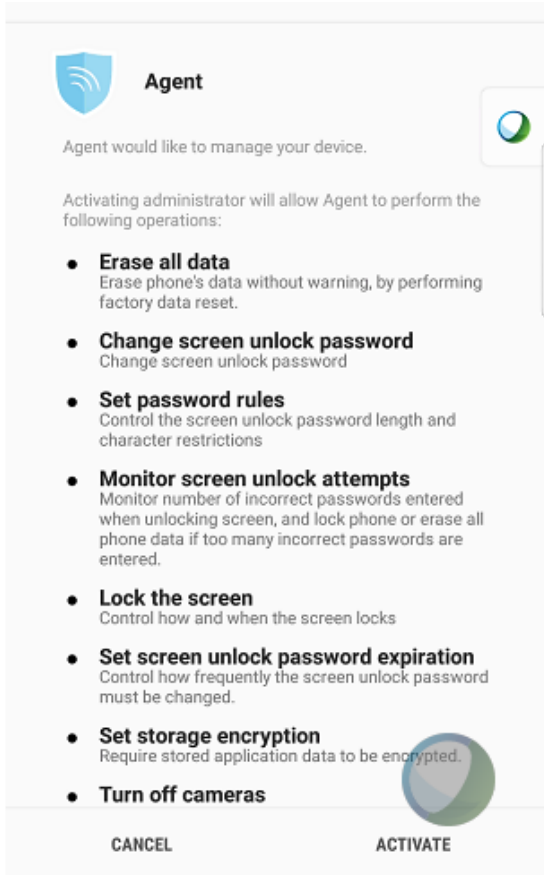 Agent
Agent would like to manage your device.
Activating administrator will allow Agent to perform the
following operations:
Erase all data
Erase phone's data without warning, by performing
factory data reset.
Change screen unlock password
Change screen unlock password
Set password rules
Control the screen unlock password length and
character restrictions
Monitor screen unlock attempts
Monitor number of incorrect passwords entered
when unlocking screen, and lock phone or erase all
phone data if too many incorrect passwords are
entered.
Lock the screen
Control how and when the screen locks
Set screen unlock password expiration
Control how frequently the screen unlock password
must be changed.
Set storage encryption
Require stored application data to be encrypted.
Turn off cameras
CANCEL ACTIVATE